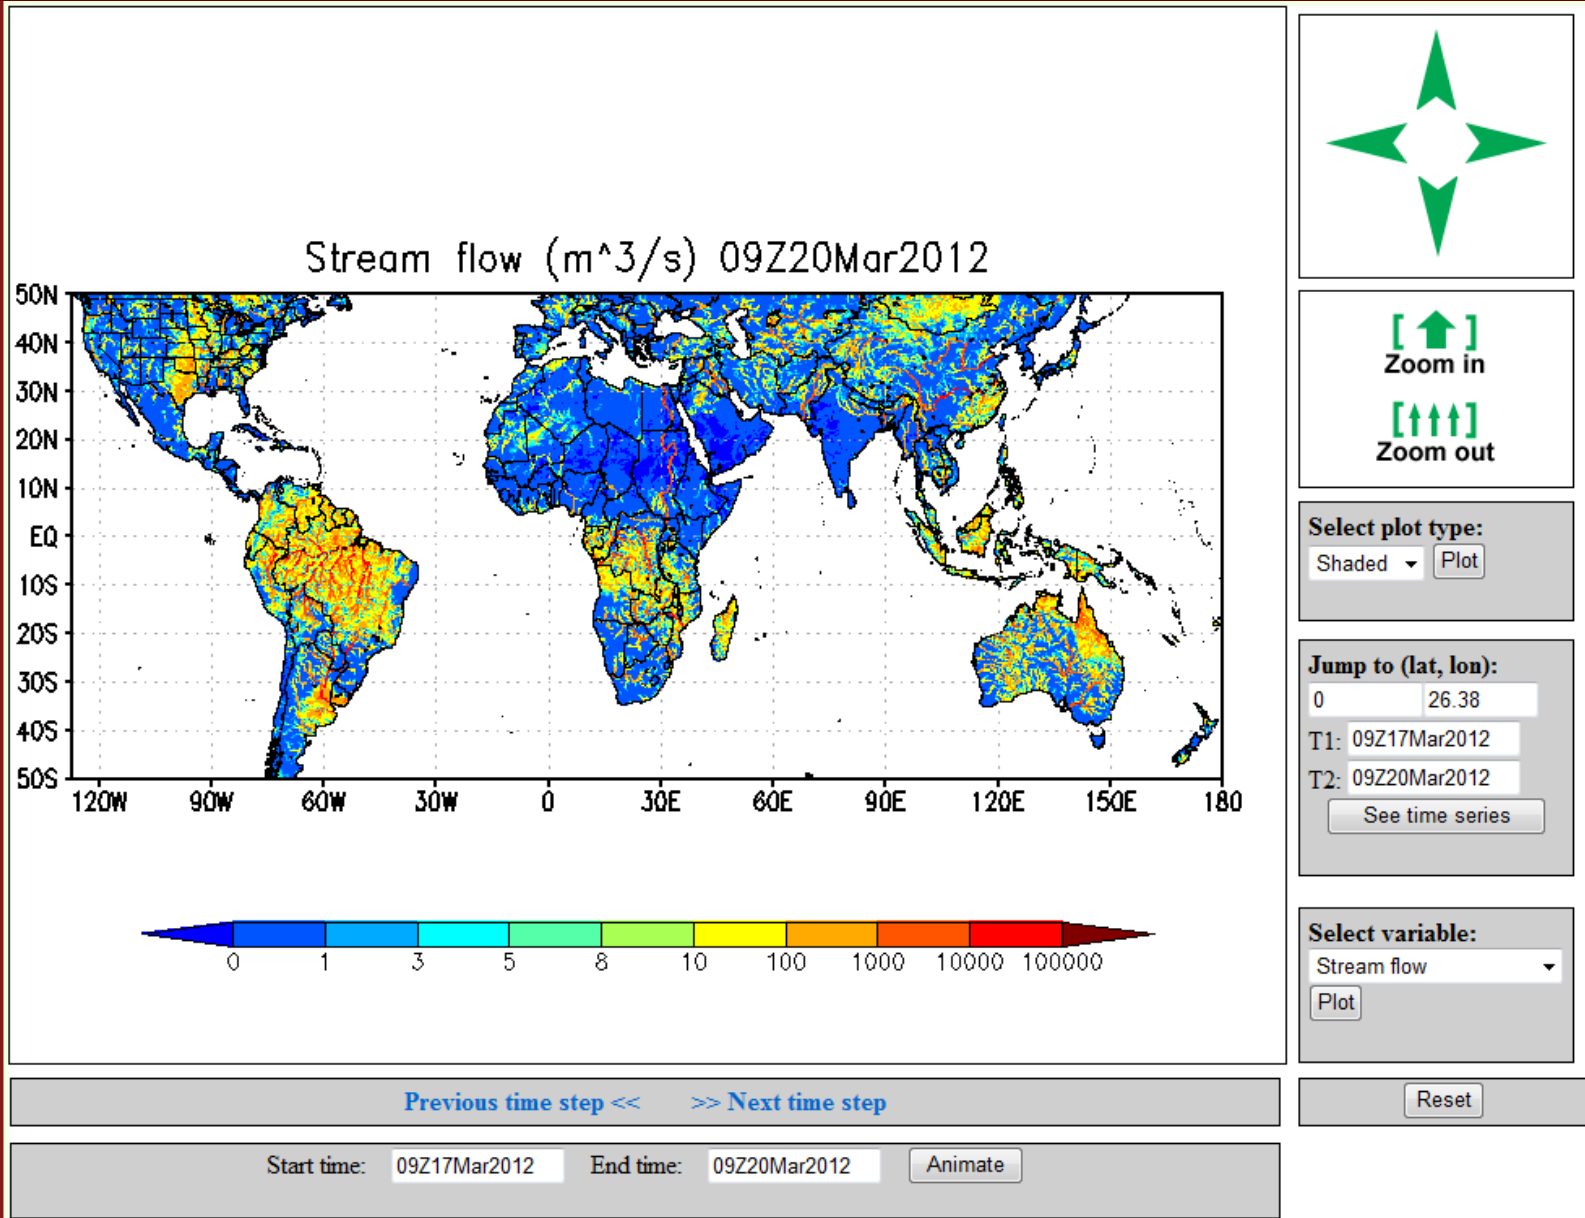 Stream flow (m^3/s) 09Z20Mar2012
50N
40N
30N
20N
10N
EQ
10S
20S
30S
40S
50S
120W 90W 60W 30W 0 30E 60E 90E 120E 150E 180
0 1 3 5 8 10 100 1000 10000 100000
[ ] Zoom in
[ ] Zoom out
Select plot type:
Shaded Plot
Jump to (lat, lon):
0 26.38
T1: 09Z17Mar2012
T2: 09Z20Mar2012
See time series
Select variable:
Stream flow
Plot
Previous time step << >> Next time step
Reset
Start time: 09Z17Mar2012 End time: 09Z20Mar2012 Animate